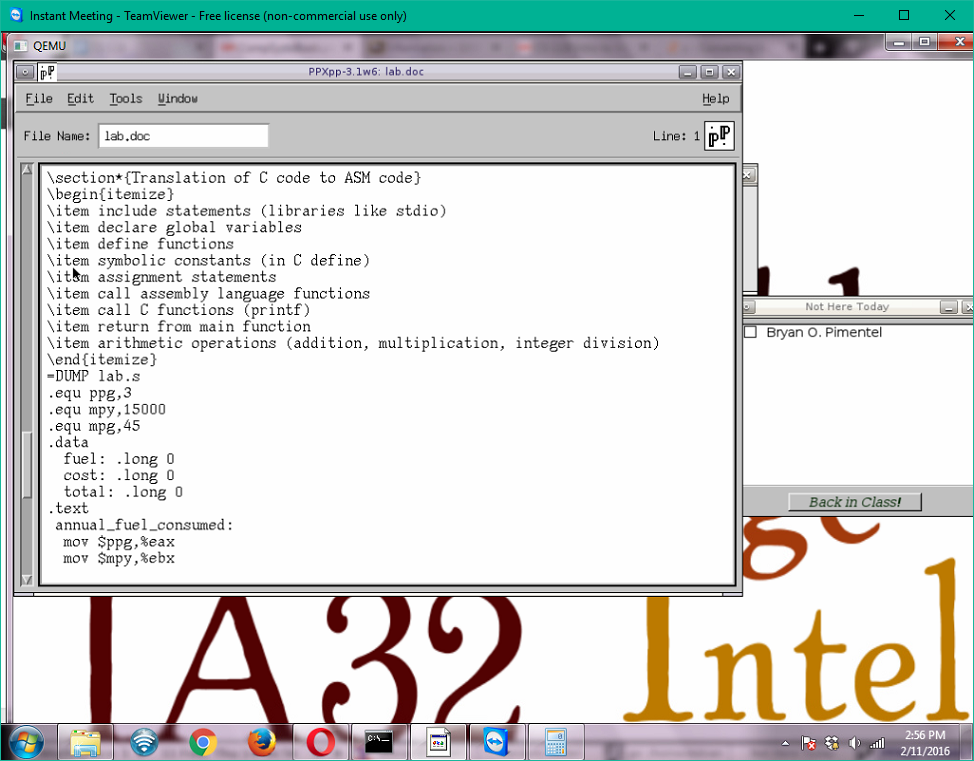 Instant Meeting - TeamViewer - Free license (non-commercial use only)
QEMU
PPXpp-3.1w6: lab.doc
File Edit Tools Window Help
File Name: lab.doc Line: 1
\section*{Translation of C code to ASM code}
\begin{itemize}
\item include statements (libraries like stdio)
\item declare global variables
\item define functions
\item symbolic constants (in C define)
\item assignment statements
\item call assembly language functions
\item call C functions (printf)
\item return from main function
\item arithmetic operations (addition, multiplication, integer division)
\end{itemize}
=DUMP lab.s
.equ ppg,3
.equ mpy,15000
.equ mpg,45
.data
fuel: .long 0
cost: .long 0
total: .long 0
.text
annual_fuel_consumed:
mov $ppg,%eax
mov $mpy,%ebx
Not Here Today
Bryan O. Pimentel
Back in Class!
IA32 Intel
2:56 PM
2/11/2016